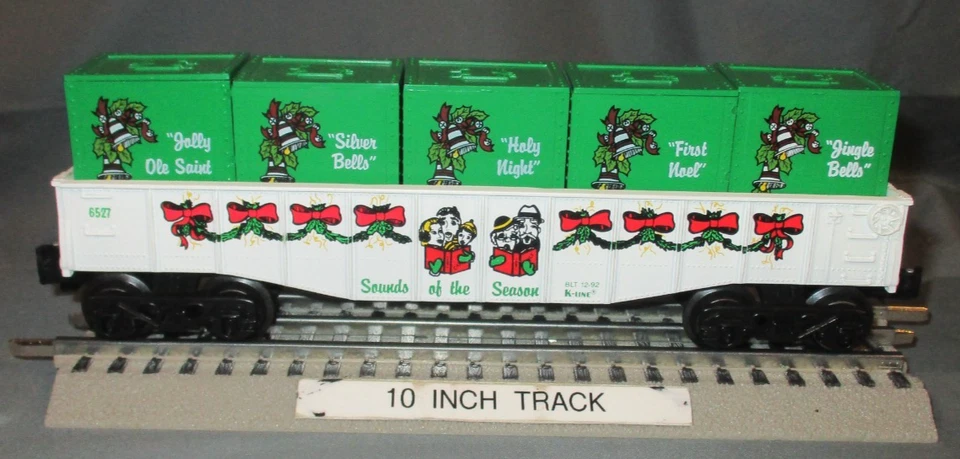 "Jolly
Ole Saint
"Silver
Bells"
"Holy
Night"
"First
Noel"
"Jingle
Bells"
6527
Sounds of the Season
BLT 12-92
K-LINE®
10 INCH TRACK